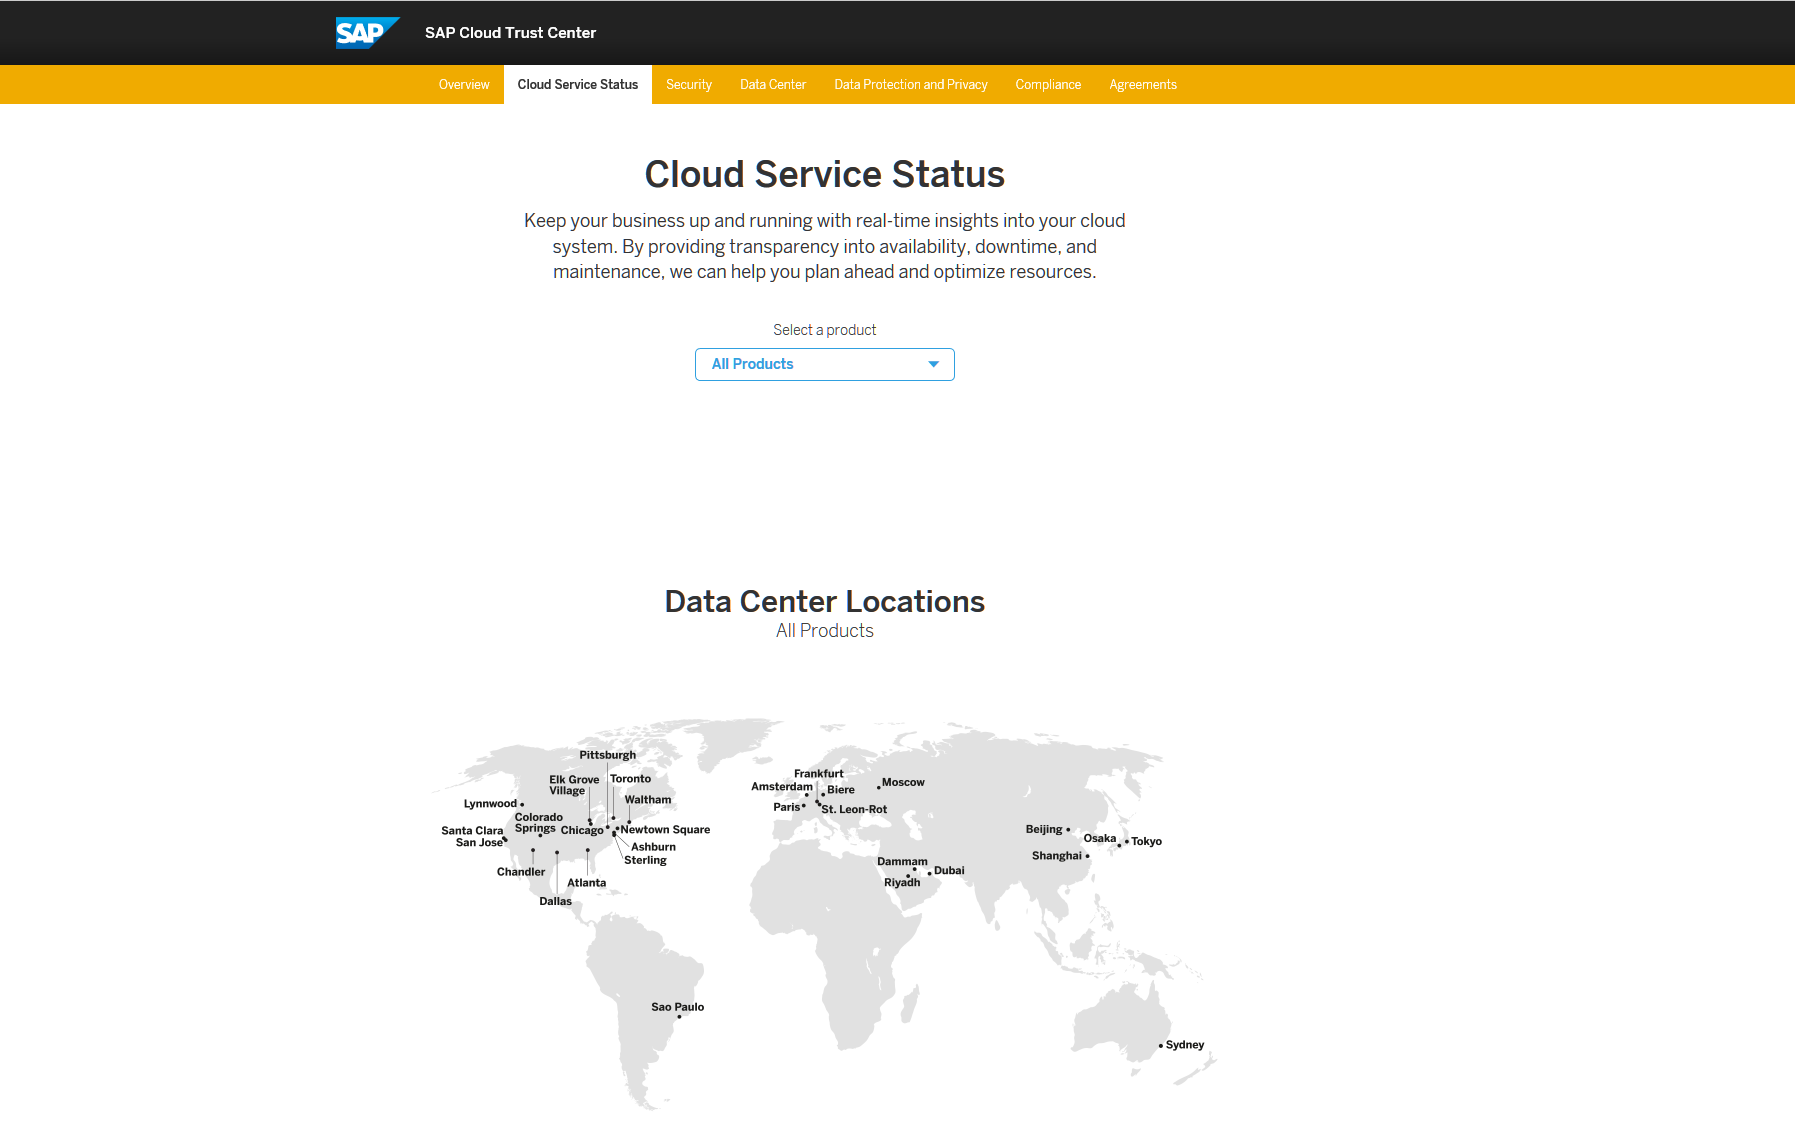 SAP
SAP Cloud Trust Center
Overview
Cloud Service Status
Security
Data Center
Data Protection and Privacy
Compliance
Agreements
Cloud Service Status
Keep your business up and running with real-time insights into your cloud
system. By providing transparency into availability, downtime, and
maintenance, we can help you plan ahead and optimize resources.
Select a product
All Products
Data Center Locations
All Products
Pittsburgh
Elk Grove
Village
Toronto
Waltham
Lynnwood
Colorado
Springs
Santa Clara
San Jose
Chicago
Newtown Square
Ashburn
Sterling
Chandler
Atlanta
Dallas
Sao Paulo
Frankfurt
Amsterdam
Biere
Moscow
Paris
St. Leon-Rot
Dammam
Dubai
Riyadh
Beijing
Osaka
Tokyo
Shanghai
Sydney